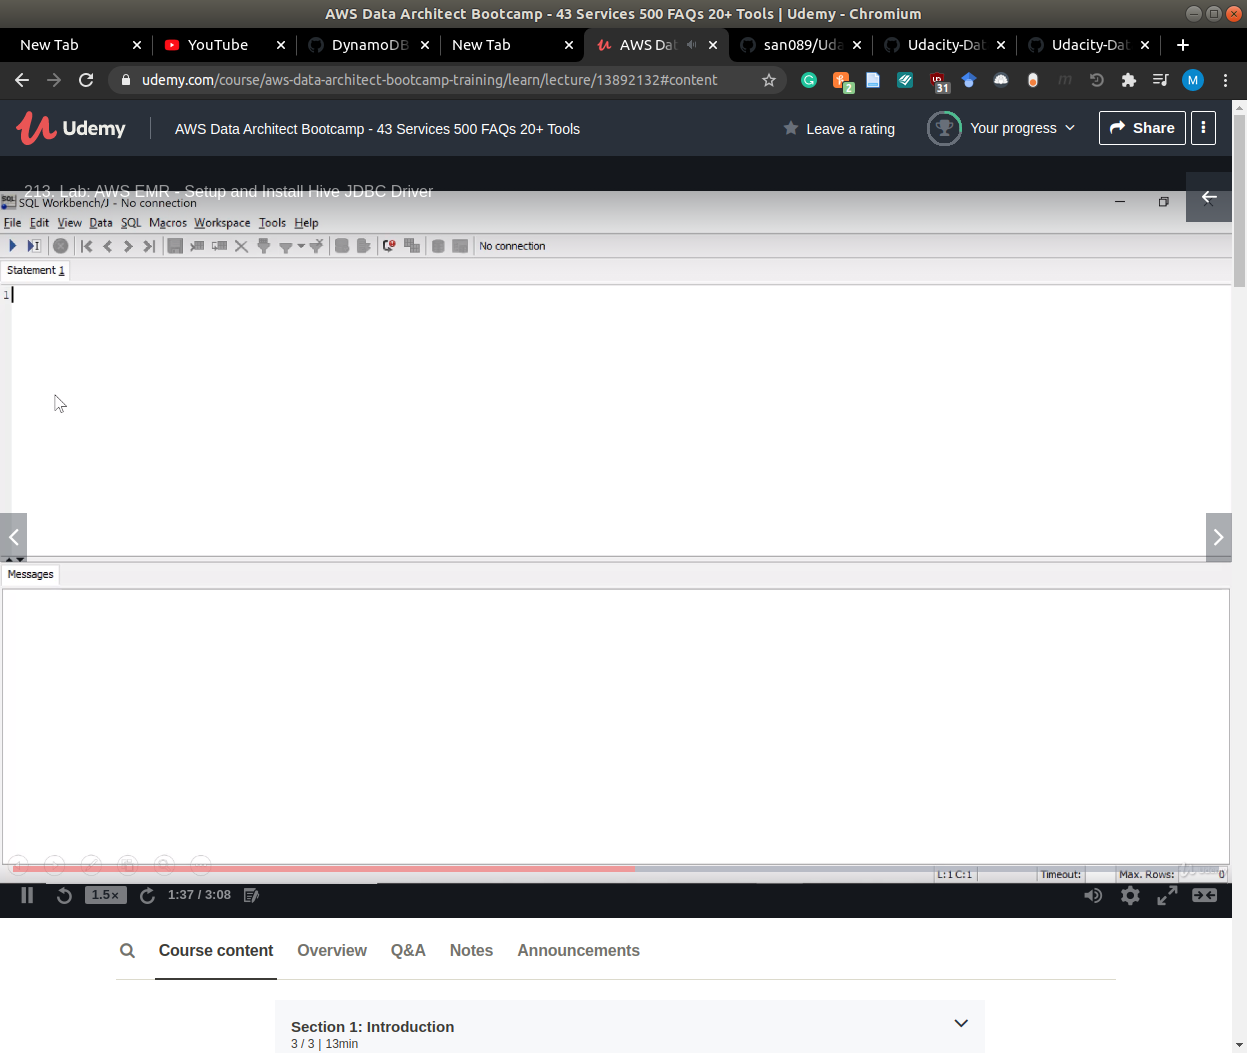 AWS Data Architect Bootcamp - 43 Services 500 FAQs 20+ Tools | Udemy - Chromium
New Tab YouTube DynamoDB New Tab AWS Dat san089/Uda Udacity-Dat Udacity-Dat
udemy.com/course/aws-data-architect-bootcamp-training/learn/lecture/13892132#content
2 31 M
Udemy AWS Data Architect Bootcamp - 43 Services 500 FAQs 20+ Tools Leave a rating Your progress Share
213. Lab: AWS EMR - Setup and Install Hive JDBC Driver
SQL Workbench/J - No connection
File Edit View Data SQL Macros Workspace Tools Help
No connection
Statement 1
1
Messages
L:1 C:1 Timeout: Max. Rows: 0
1.5× 1:37 / 3:08
Course content Overview Q&A Notes Announcements
Section 1: Introduction
3 / 3 | 13min